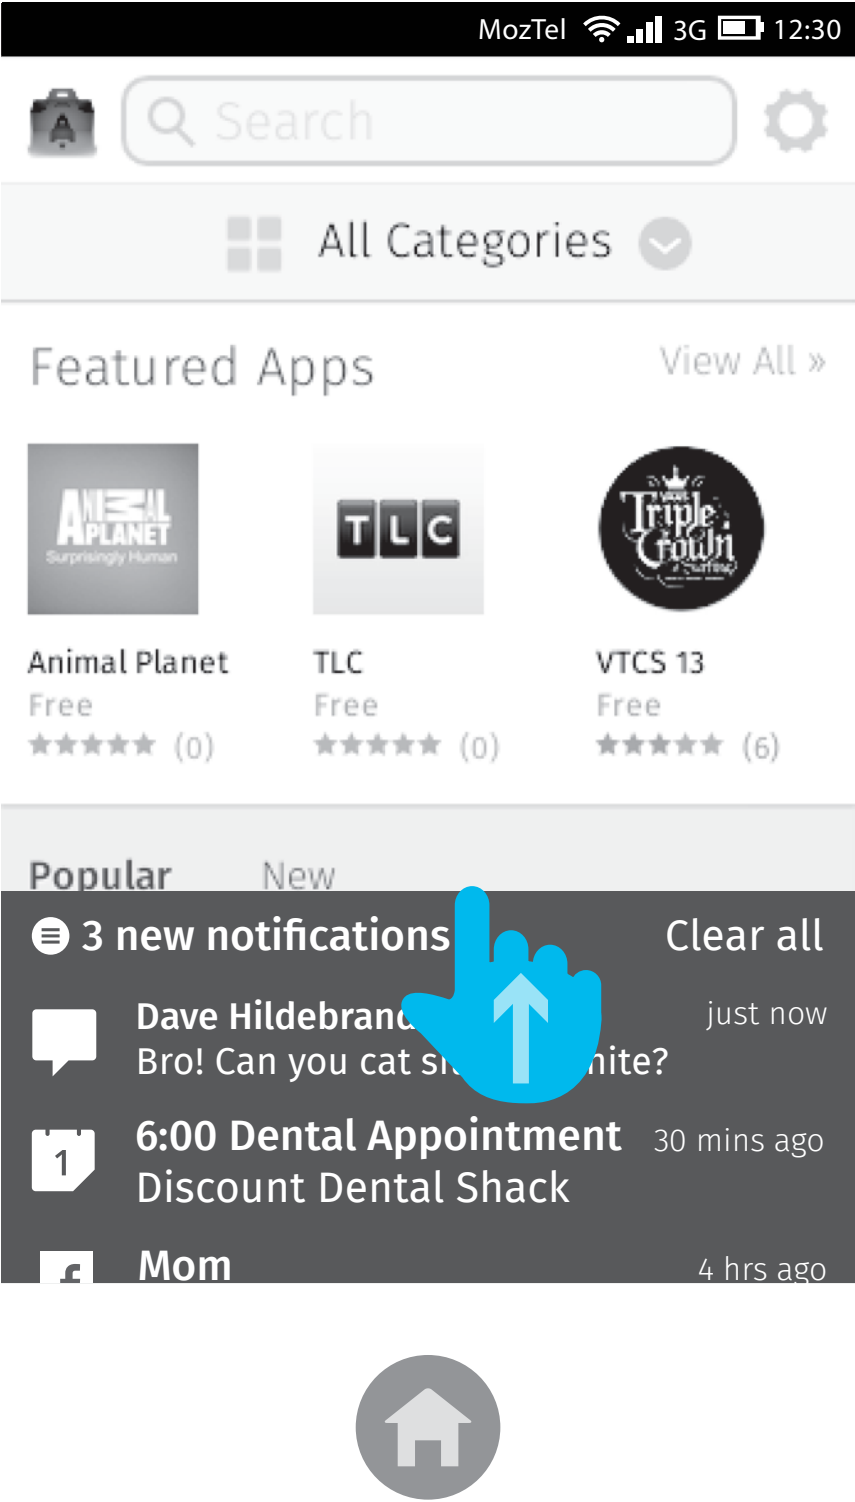 MozTel 3G 12:30
Search
All Categories
Featured Apps View All »
ANIMAL
PLANET
Surprisingly Human
TLC
VANS
Triple
Crown
of Surfing
Animal Planet TLC VTCS 13
Free Free Free
(0) (0) (6)
Popular New
3 new notifications Clear all
Dave just now
Bro! Can you cat
6:00 Dental Appointment 30 mins ago
1
Discount Dental Shack
f Mom 4 hrs ago